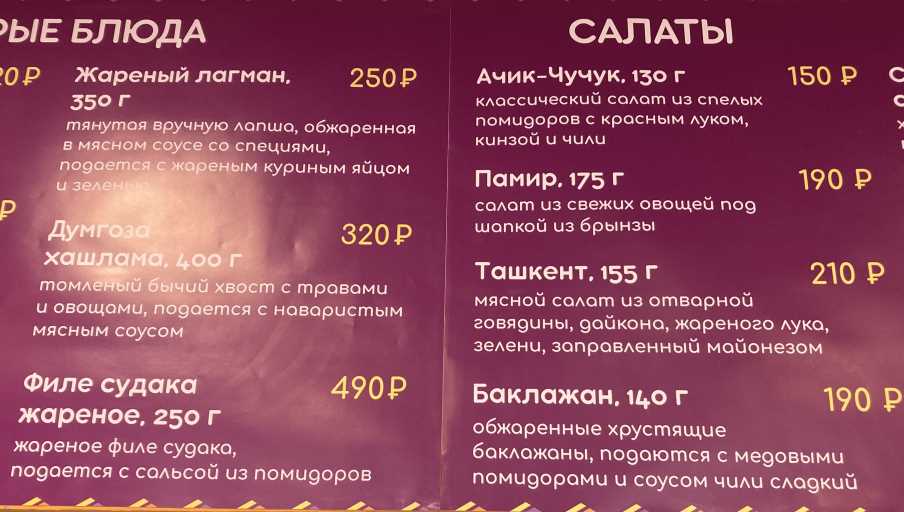 РЫЕ БЛЮДА
20 ₽
Жареный лагман, 250 ₽
350 г
тянутая вручную лапша, обжаренная
в мясном соусе со специями,
подается с жареным куриным яйцом
и зеленью
₽
Думгоза 320 ₽
хашлама, 400 г
томленый бычий хвост с травами
и овощами, подается с наваристым
мясным соусом
Филе судака 490 ₽
жареное, 250 г
жареное филе судака,
подается с сальсой из помидоров
САЛАТЫ
Ачик-Чучук, 130 г 150 ₽
классический салат из спелых
помидоров с красным луком,
кинзой и чили
Памир, 175 г 190 ₽
салат из свежих овощей под
шапкой из брынзы
Ташкент, 155 г 210 ₽
мясной салат из отварной
говядины, дайкона, жареного лука,
зелени, заправленный майонезом
Баклажан, 140 г 190 ₽
обжаренные хрустящие
баклажаны, подаются с медовыми
помидорами и соусом чили сладкий